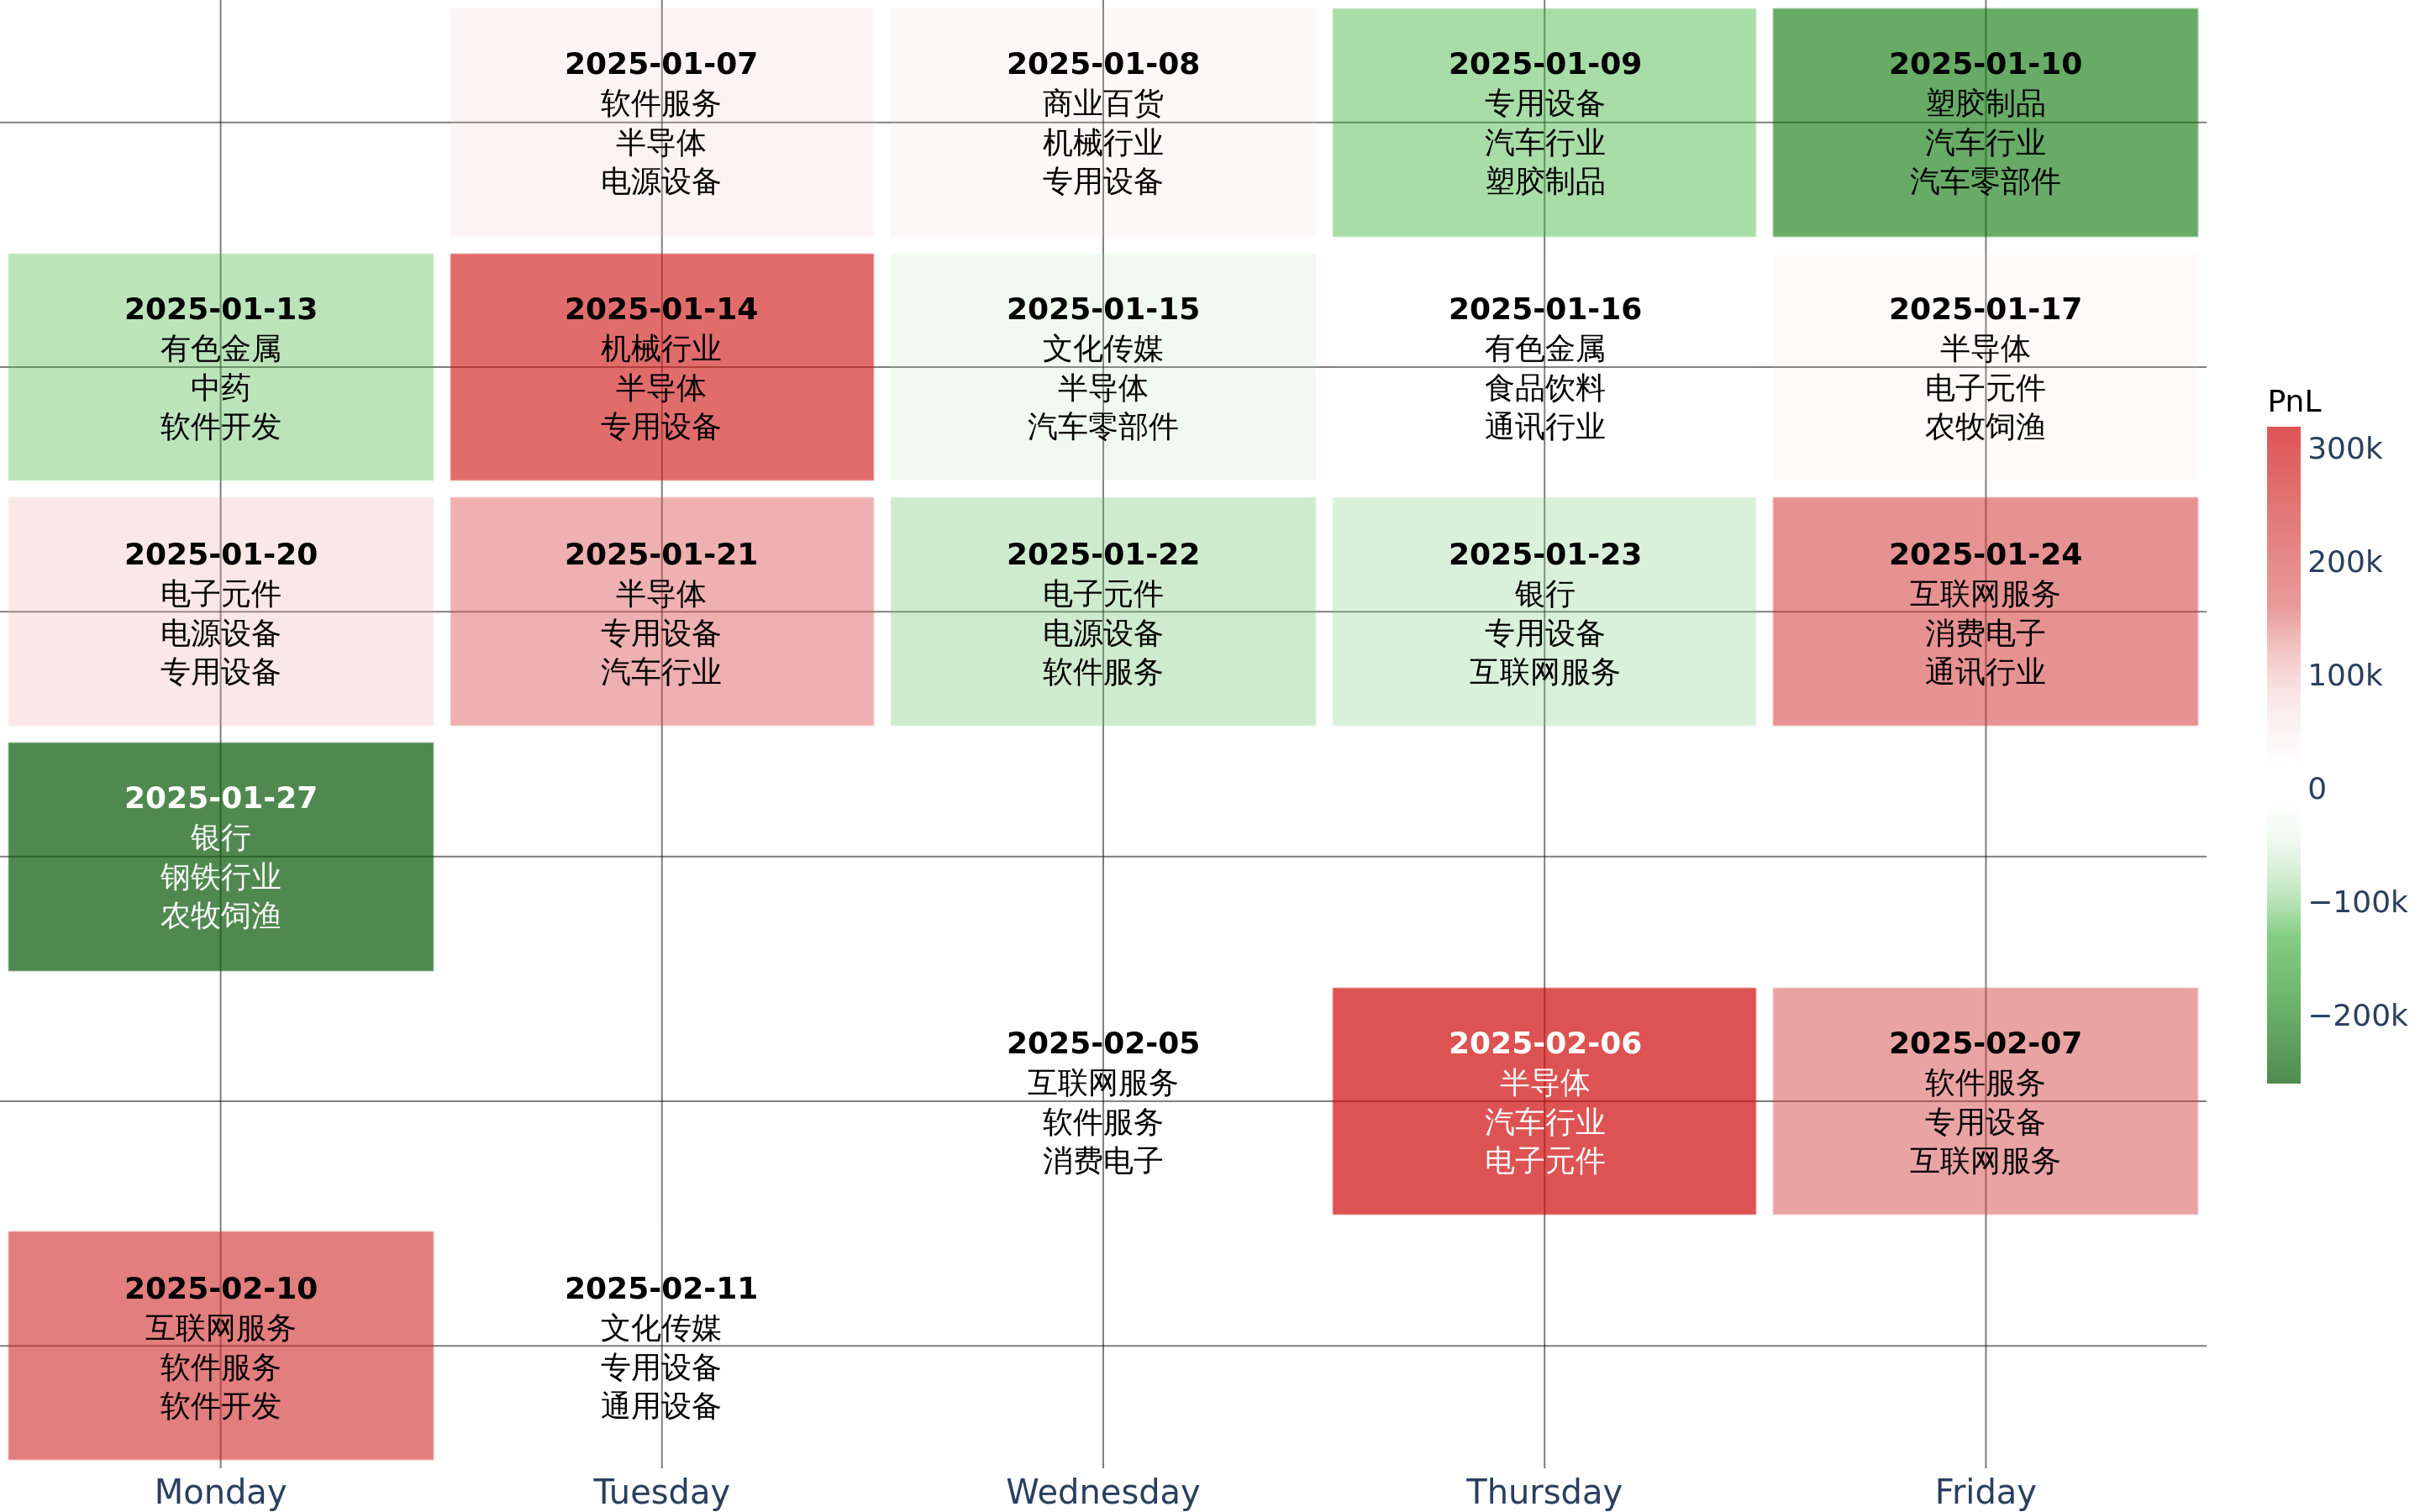 2025-01-07
软件服务
半导体
电源设备
2025-01-08
商业百货
机械行业
专用设备
2025-01-09
专用设备
汽车行业
塑胶制品
2025-01-10
塑胶制品
汽车行业
汽车零部件
2025-01-13
有色金属
中药
软件开发
2025-01-14
机械行业
半导体
专用设备
2025-01-15
文化传媒
半导体
汽车零部件
2025-01-16
有色金属
食品饮料
通讯行业
2025-01-17
半导体
电子元件
农牧饲渔
2025-01-20
电子元件
电源设备
专用设备
2025-01-21
半导体
专用设备
汽车行业
2025-01-22
电子元件
电源设备
软件服务
2025-01-23
银行
专用设备
互联网服务
2025-01-24
互联网服务
消费电子
通讯行业
2025-01-27
银行
钢铁行业
农牧饲渔
2025-02-05
互联网服务
软件服务
消费电子
2025-02-06
半导体
汽车行业
电子元件
2025-02-07
软件服务
专用设备
互联网服务
2025-02-10
互联网服务
软件服务
软件开发
2025-02-11
文化传媒
专用设备
通用设备
Monday
Tuesday
Wednesday
Thursday
Friday
PnL
300k
200k
100k
0
−100k
−200k